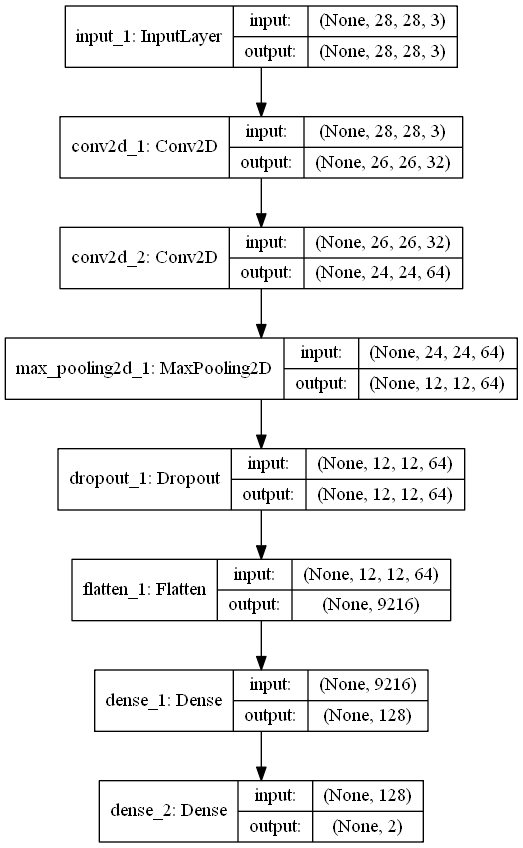 input_1: InputLayer
input: (None, 28, 28, 3)
output: (None, 28, 28, 3)
conv2d_1: Conv2D
input: (None, 28, 28, 3)
output: (None, 26, 26, 32)
conv2d_2: Conv2D
input: (None, 26, 26, 32)
output: (None, 24, 24, 64)
max_pooling2d_1: MaxPooling2D
input: (None, 24, 24, 64)
output: (None, 12, 12, 64)
dropout_1: Dropout
input: (None, 12, 12, 64)
output: (None, 12, 12, 64)
flatten_1: Flatten
input: (None, 12, 12, 64)
output: (None, 9216)
dense_1: Dense
input: (None, 9216)
output: (None, 128)
dense_2: Dense
input: (None, 128)
output: (None, 2)